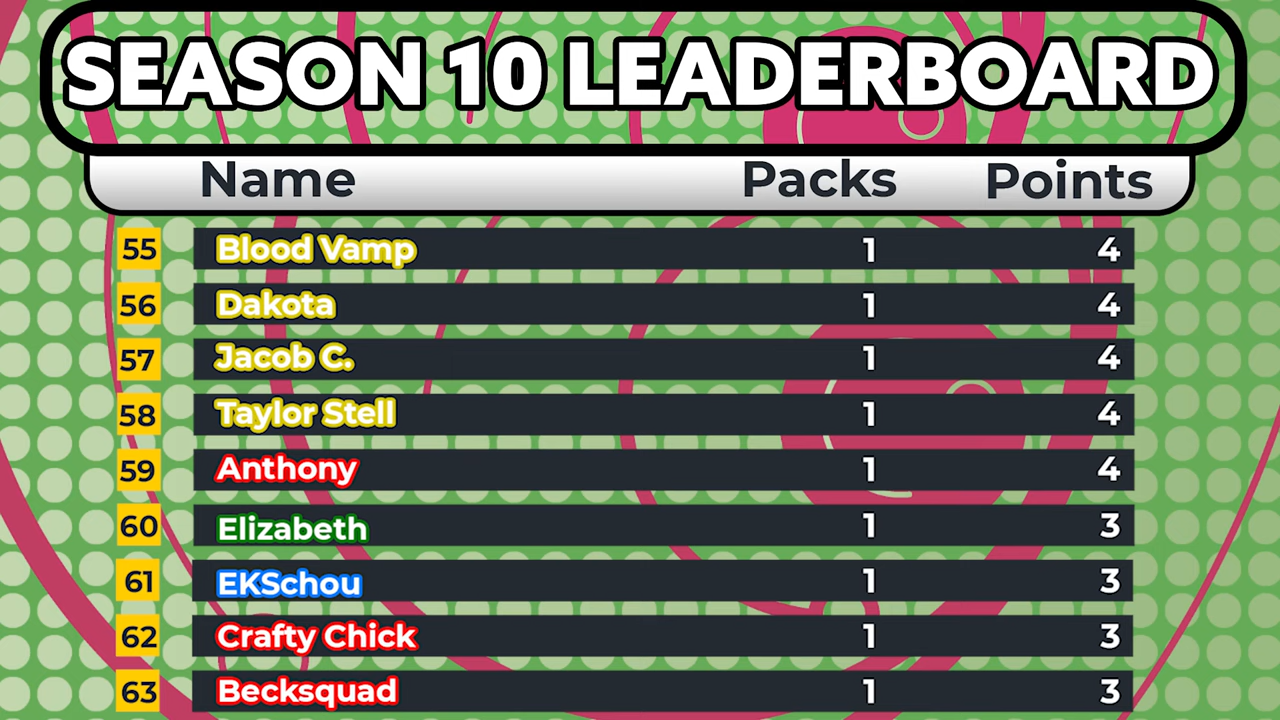 SEASON 10 LEADERBOARD
Name Packs Points
55 Blood Vamp 1 4
56 Dakota 1 4
57 Jacob C. 1 4
58 Taylor Stell 1 4
59 Anthony 1 4
60 Elizabeth 1 3
61 EKSchou 1 3
62 Crafty Chick 1 3
63 Becksquad 1 3